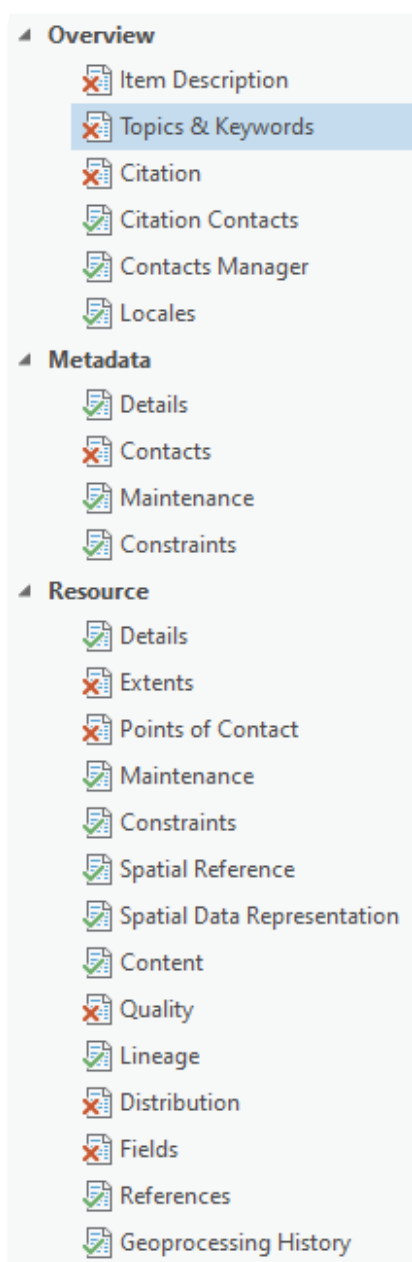 Overview
Item Description
Topics & Keywords
Citation
Citation Contacts
Contacts Manager
Locales
Metadata
Details
Contacts
Maintenance
Constraints
Resource
Details
Extents
Points of Contact
Maintenance
Constraints
Spatial Reference
Spatial Data Representation
Content
Quality
Lineage
Distribution
Fields
References
Geoprocessing History